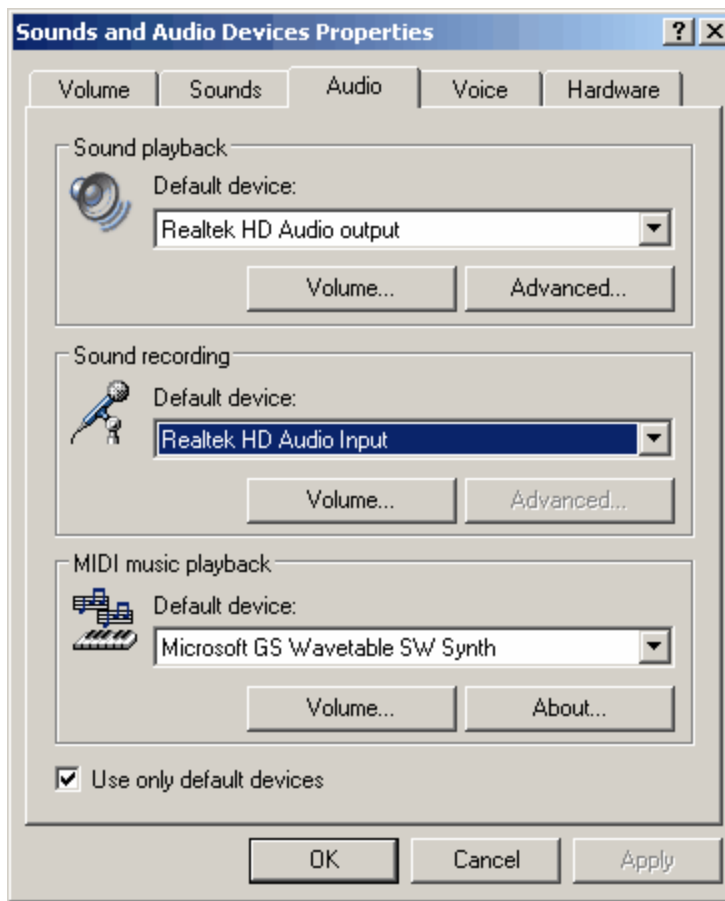 Sounds and Audio Devices Properties
Volume Sounds Audio Voice Hardware
Sound playback
Default device:
Realtek HD Audio output
Volume... Advanced...
Sound recording
Default device:
Realtek HD Audio Input
Volume... Advanced...
MIDI music playback
Default device:
Microsoft GS Wavetable SW Synth
Volume... About...
Use only default devices
OK Cancel Apply